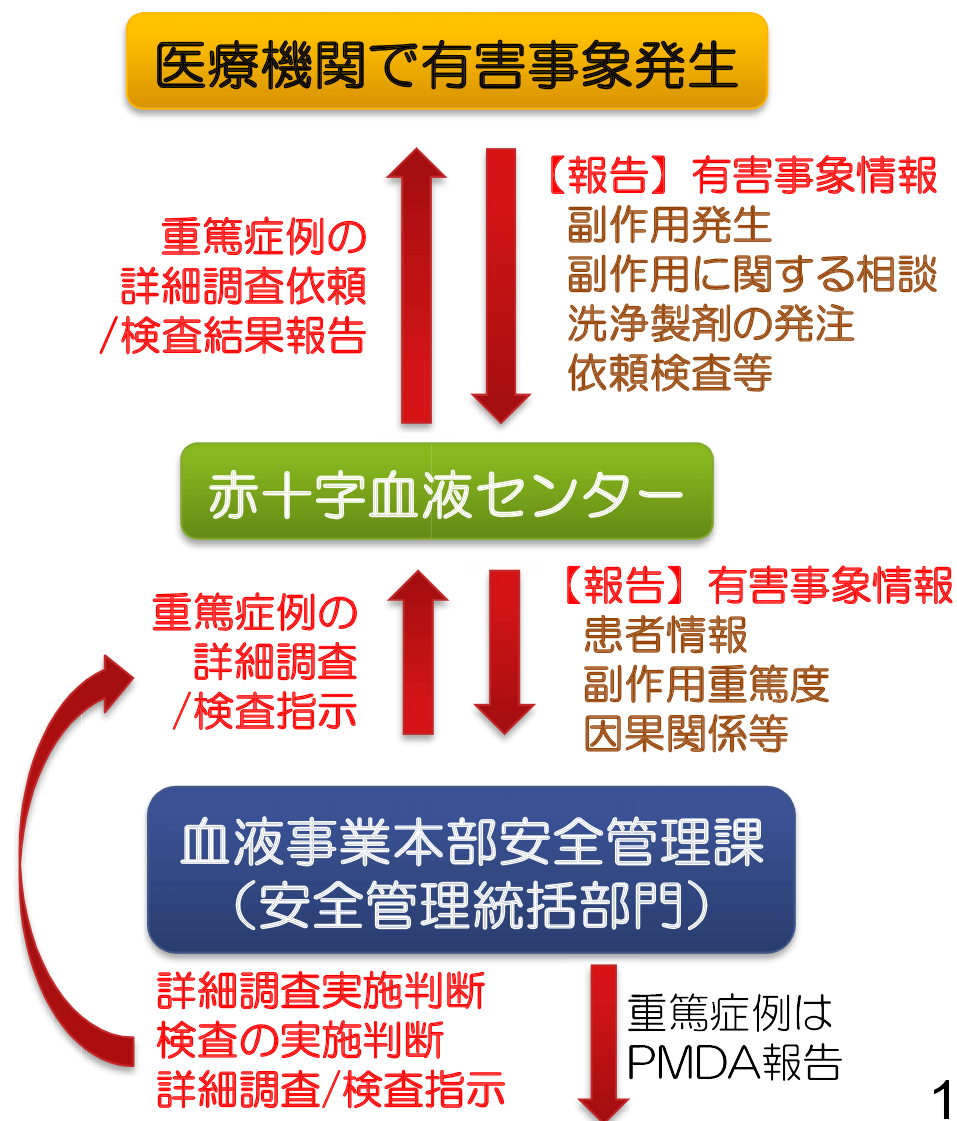 医療機関で有害事象発生
重篤症例の
詳細調査依頼
/検査結果報告
【報告】有害事象情報
副作用発生
副作用に関する相談
洗浄製剤の発注
依頼検査等
赤十字血液センター
重篤症例の
詳細調査
/検査指示
【報告】有害事象情報
患者情報
副作用重篤度
因果関係等
血液事業本部安全管理課
（安全管理統括部門）
詳細調査実施判断
検査の実施判断
詳細調査/検査指示
重篤症例は
PMDA報告
1